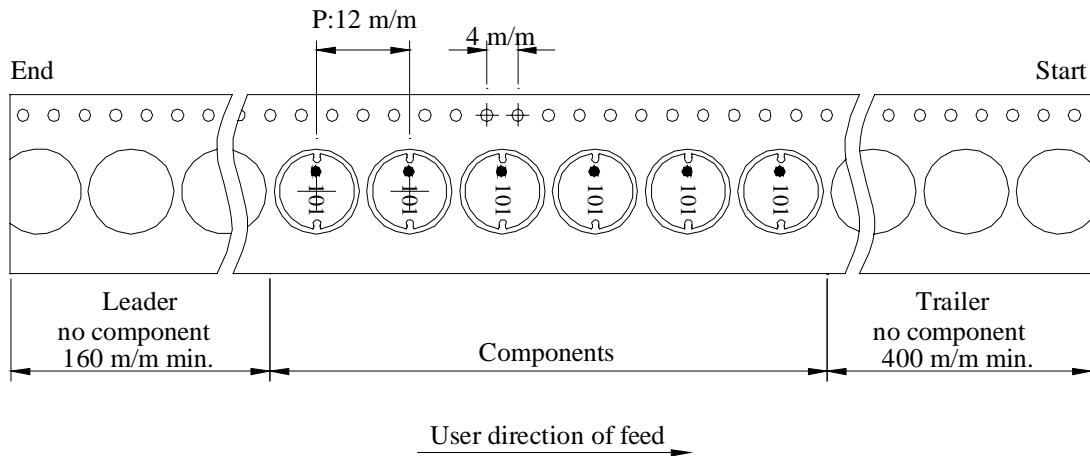 P:12 m/m
4 m/m
End
Start
101
101
101
101
101
101
Leader
no component
160 m/m min.
Components
Trailer
no component
400 m/m min.
User direction of feed